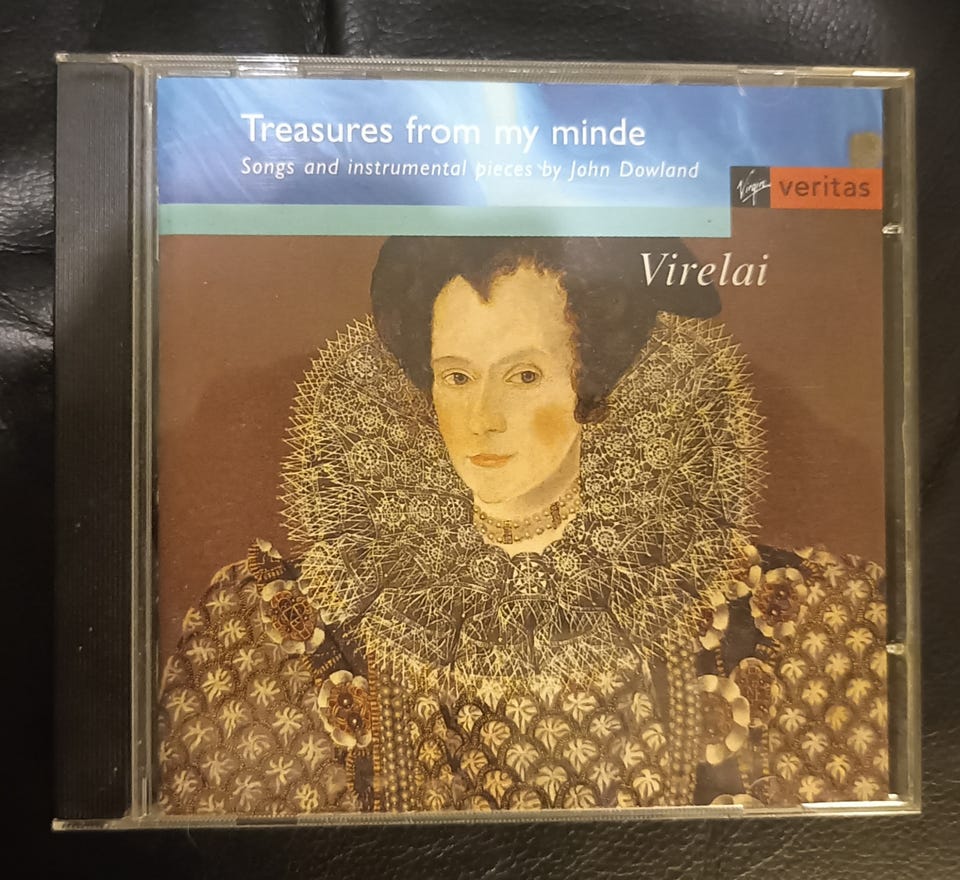 Treasures from my minde
Songs and instrumental pieces by John Dowland
Virgin veritas
Virelai